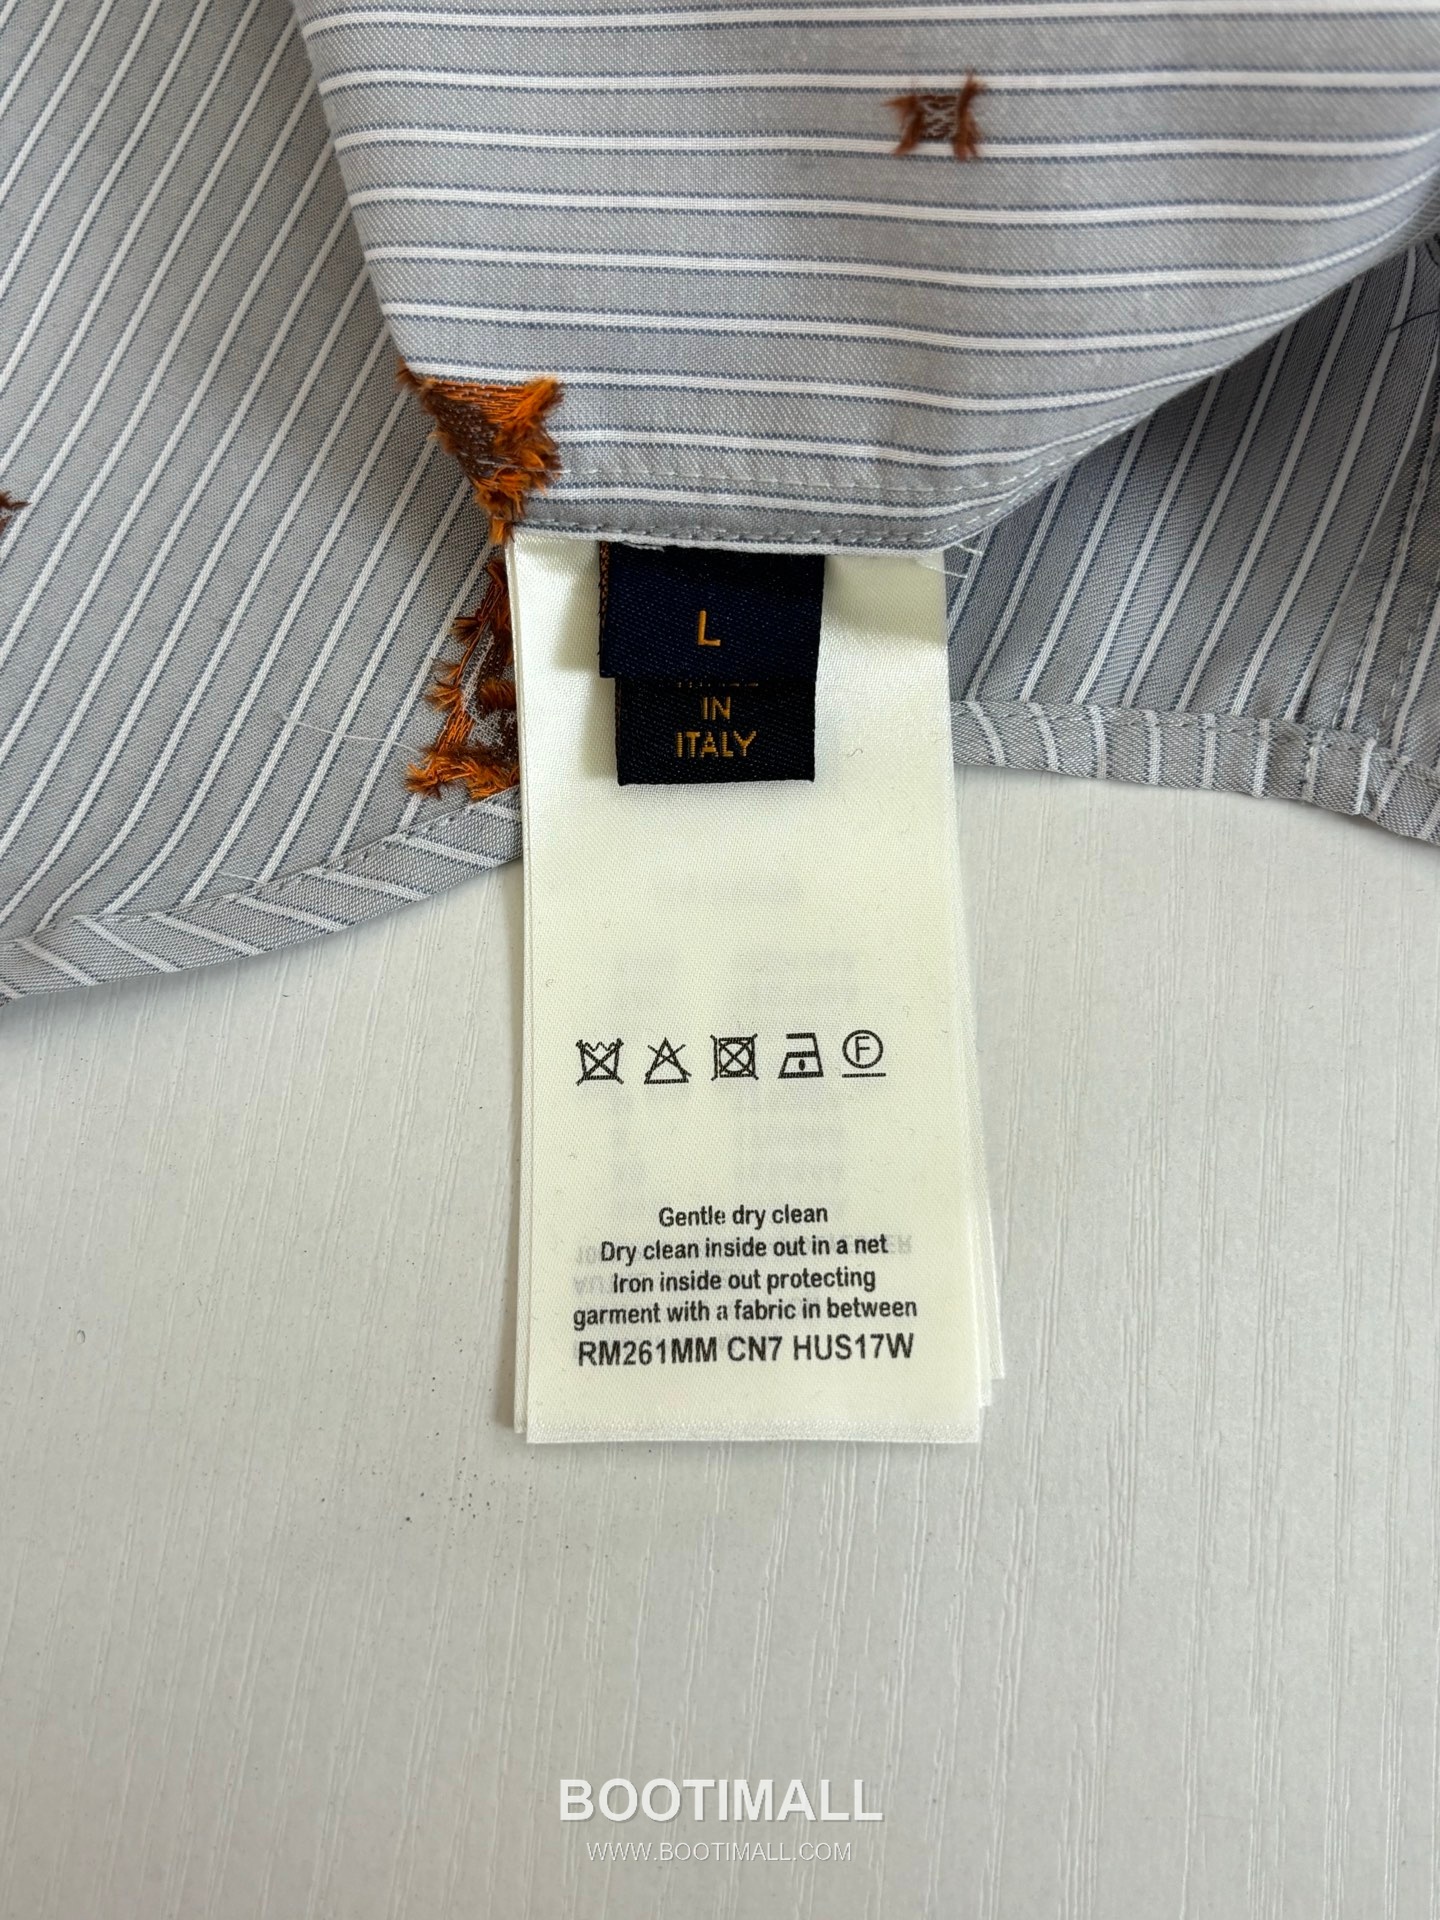 L
IN
ITALY
F
Gentle dry clean
Dry clean inside out in a net
Iron inside out protecting
garment with a fabric in between
RM261MM CN7 HUS17W
BOOTIMALL
WWW.BOOTIMALL.COM